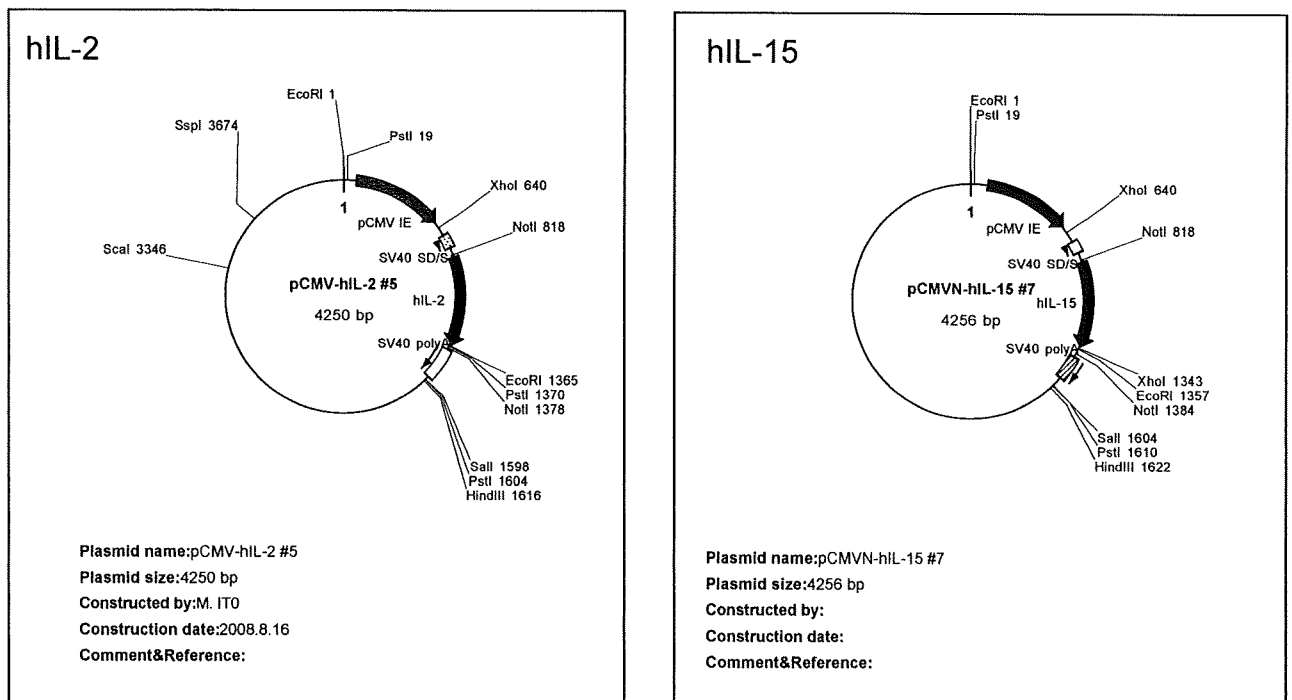 hIL-2
EcoRI 1
SspI 3674
PstI 19
XhoI 640
1
pCMV IE
NotI 818
ScaI 3346
SV40 SD/S
pCMV-hIL-2 #5
hIL-2
4250 bp
SV40 polyA
EcoRI 1365
PstI 1370
NotI 1378
SalI 1598
PstI 1604
HindIII 1616
Plasmid name:pCMV-hIL-2 #5
Plasmid size:4250 bp
Constructed by:M. IT0
Construction date:2008.8.16
Comment&Reference:
hIL-15
EcoRI 1
PstI 19
XhoI 640
1
pCMV IE
NotI 818
SV40 SD/S
pCMVN-hIL-15 #7
hIL-15
4256 bp
SV40 polyA
XhoI 1343
EcoRI 1357
NotI 1384
SalI 1604
PstI 1610
HindIII 1622
Plasmid name:pCMVN-hIL-15 #7
Plasmid size:4256 bp
Constructed by:
Construction date:
Comment&Reference: